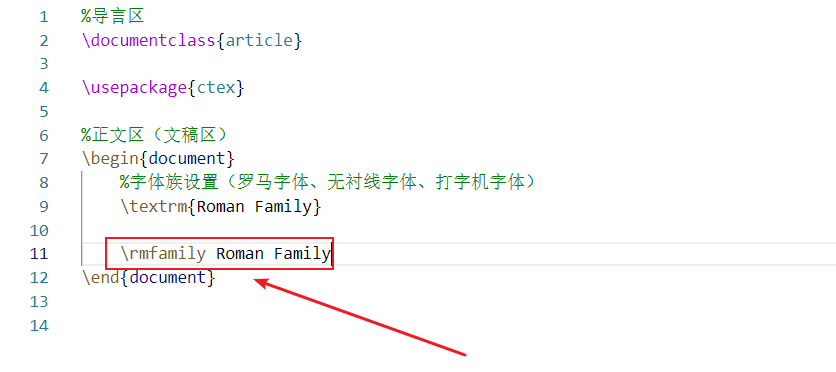 1 %导言区
2 \documentclass{article}
3
4 \usepackage{ctex}
5
6 %正文区（文稿区）
7 \begin{document}
8 %字体族设置（罗马字体、无衬线字体、打字机字体）
9 \textrm{Roman Family}
10
11 \rmfamily Roman Family
12 \end{document}
13
14